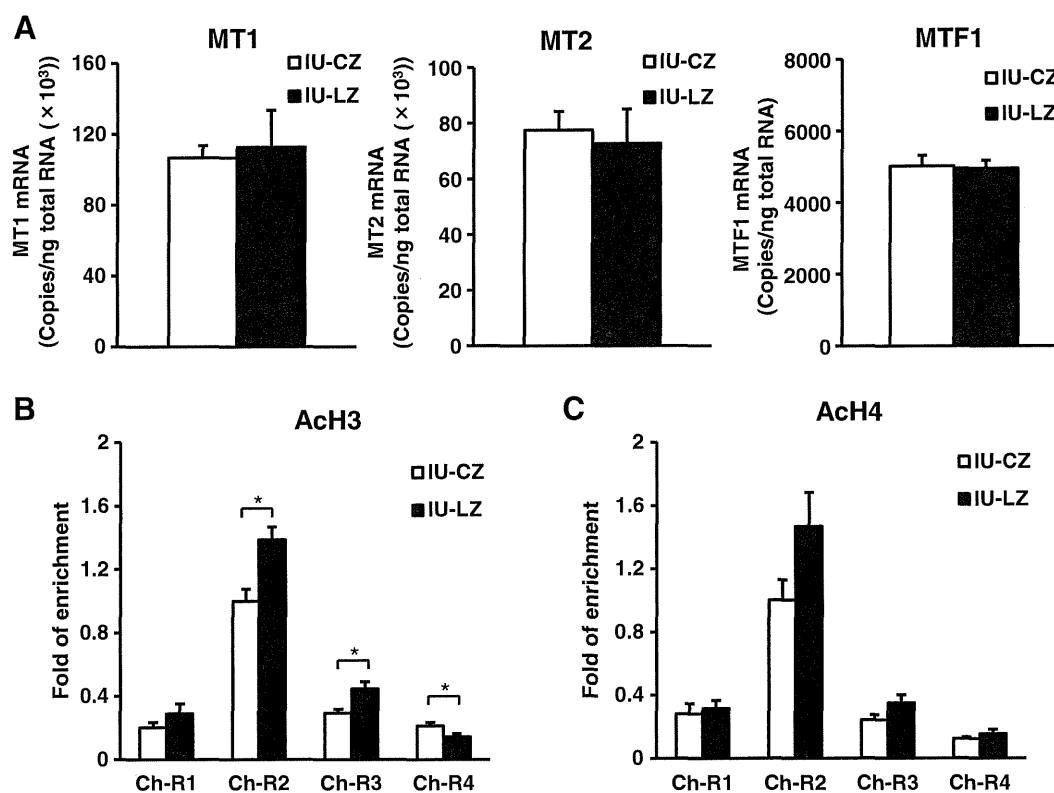 A
MT1
MT1 mRNA
(Copies/ng total RNA (×10³))
160
120
80
40
0
IU-CZ
IU-LZ
MT2
MT2 mRNA
(Copies/ng total RNA (×10³))
100
80
60
40
20
0
IU-CZ
IU-LZ
MTF1
MTF1 mRNA
(Copies/ng total RNA)
8000
6000
4000
2000
0
IU-CZ
IU-LZ
B
AcH3
Fold of enrichment
2
1.6
1.2
0.8
0.4
0
IU-CZ
IU-LZ
*
*
*
Ch-R1 Ch-R2 Ch-R3 Ch-R4
C
AcH4
Fold of enrichment
2
1.6
1.2
0.8
0.4
0
IU-CZ
IU-LZ
Ch-R1 Ch-R2 Ch-R3 Ch-R4